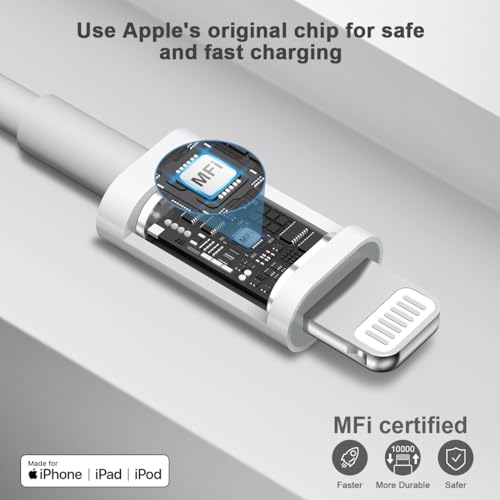 Use Apple's original chip for safe
and fast charging
MFi
MFi
MFi certified
10000
Faster
More Durable
Safer
Made for
iPhone | iPad | iPod